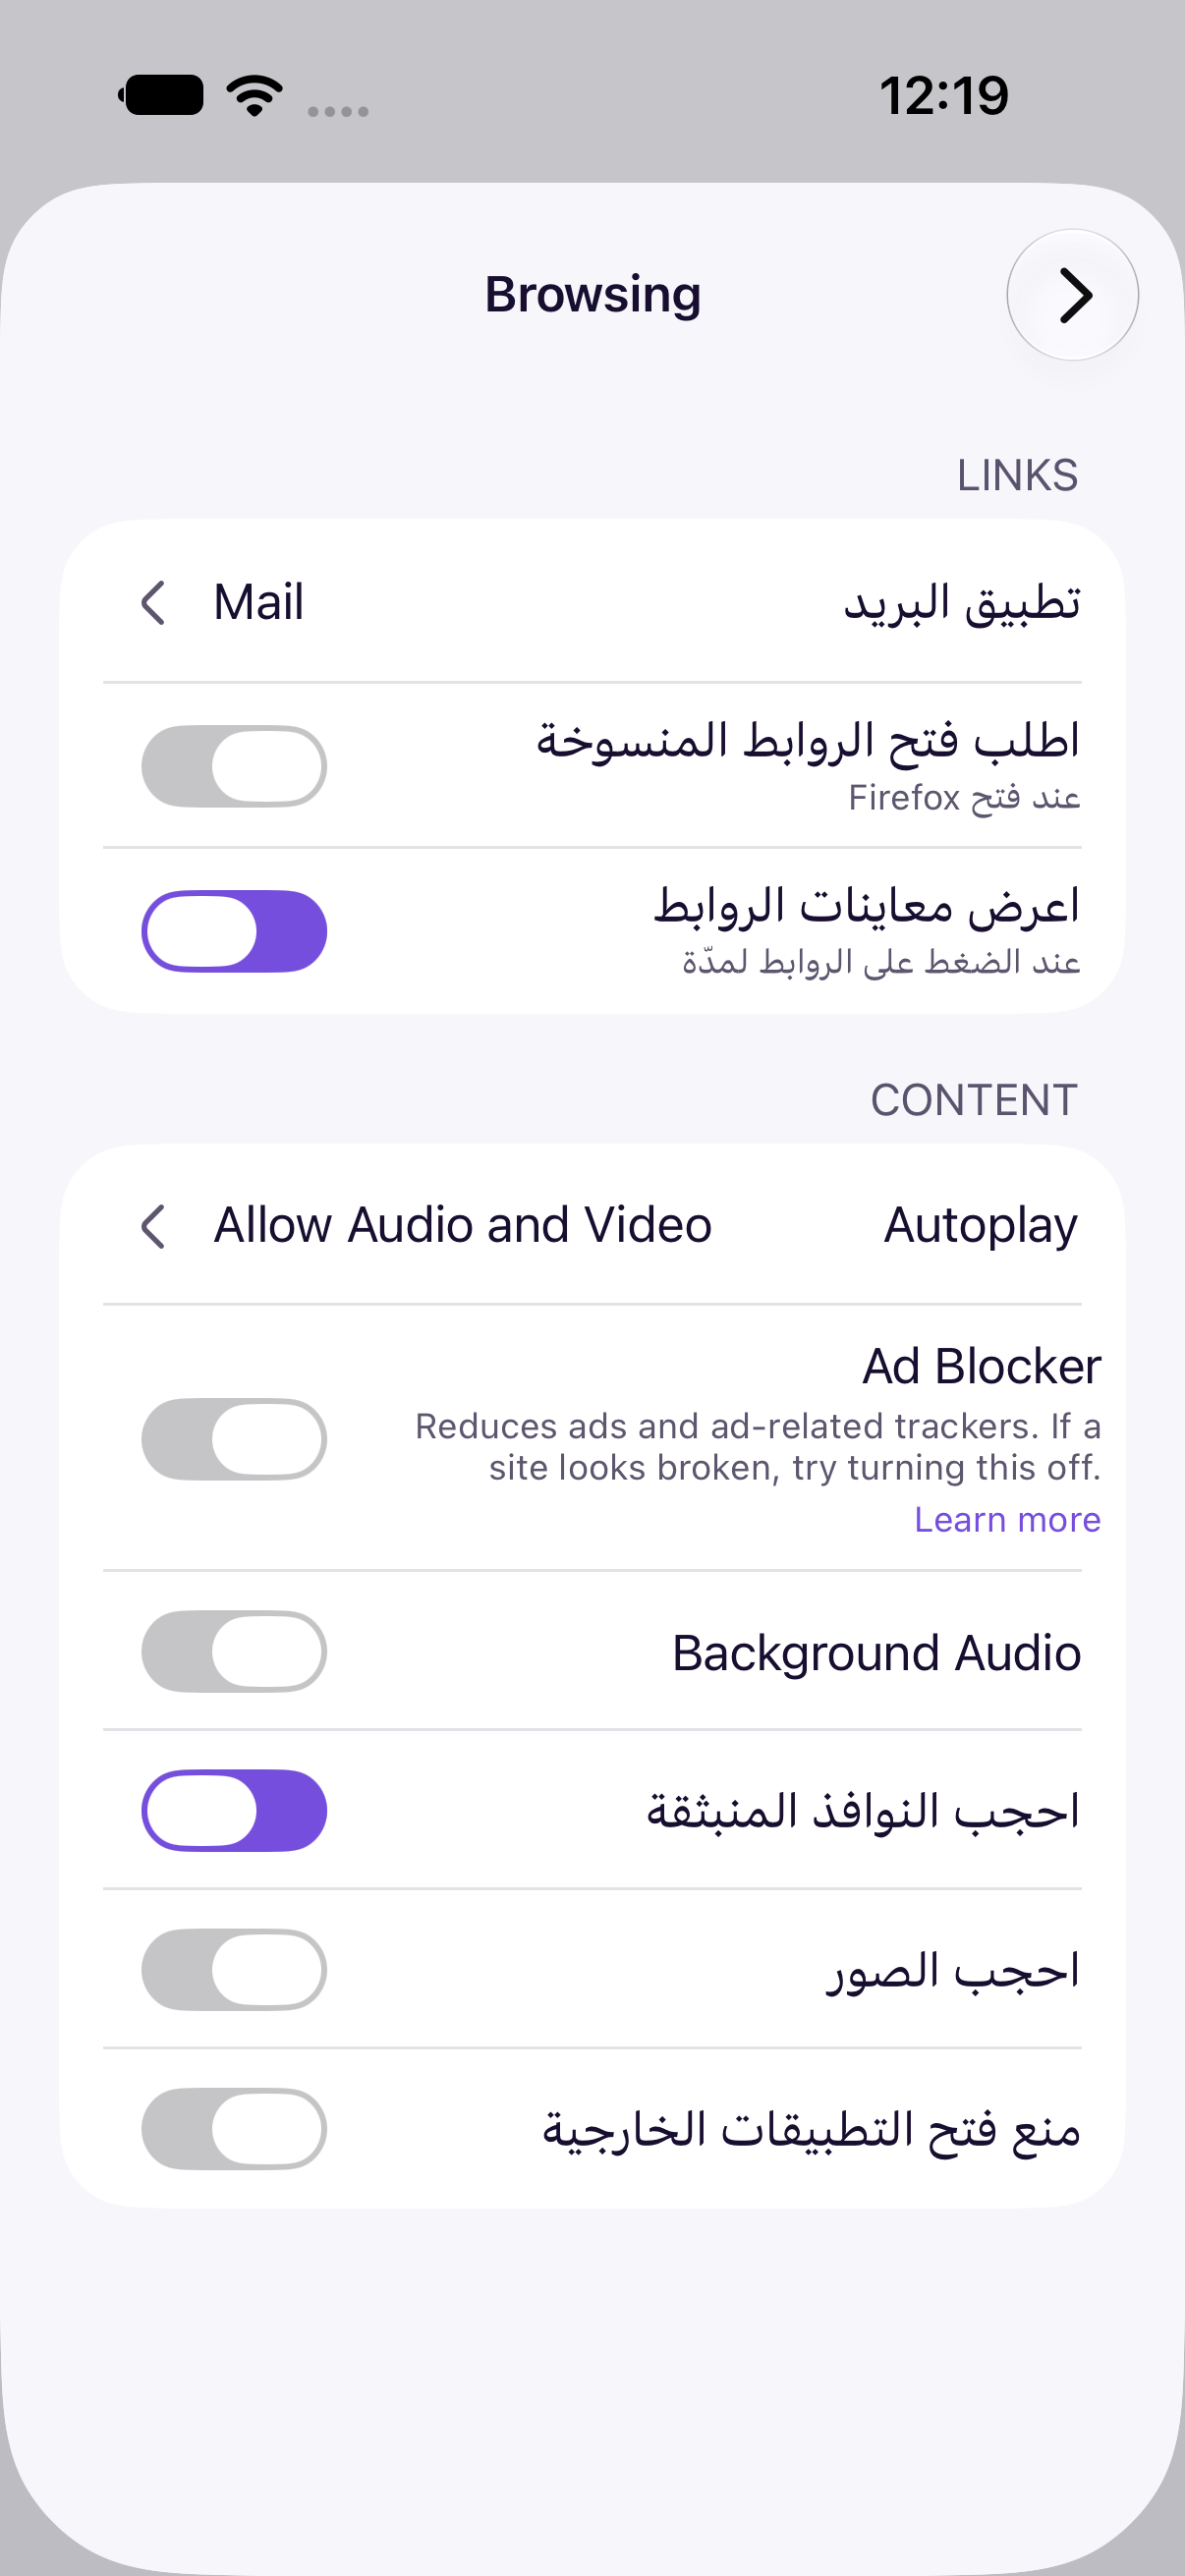 12:19
Browsing
LINKS
تطبيق البريد
Mail
اطلب فتح الروابط المنسوخة
عند فتح Firefox
اعرض معاينات الروابط
عند الضغط على الروابط لمدّة
CONTENT
Autoplay
Allow Audio and Video
Ad Blocker
Reduces ads and ad-related trackers. If a
site looks broken, try turning this off.
Learn more
Background Audio
احجب النوافذ المنبثقة
احجب الصور
منع فتح التطبيقات الخارجية